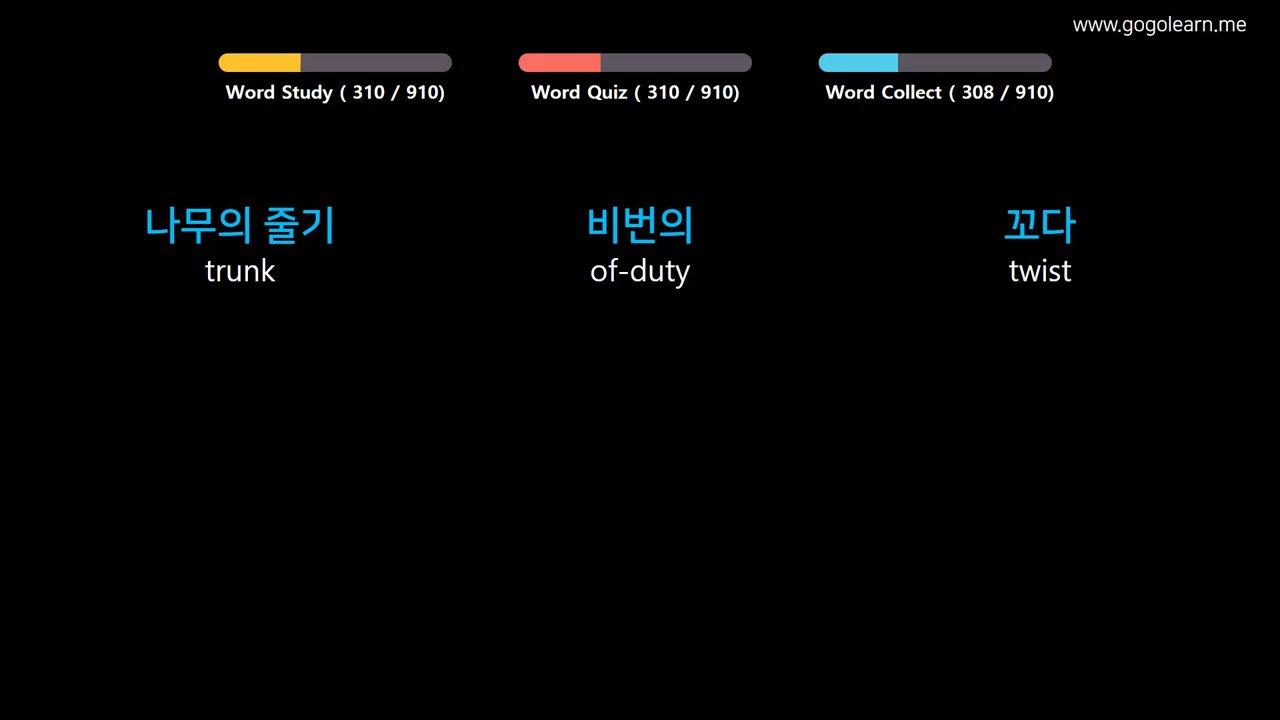 www.gogolearn.me
Word Study ( 310 / 910)
Word Quiz ( 310 / 910)
Word Collect ( 308 / 910)
나무의 줄기
trunk
비번의
of-duty
꼬다
twist